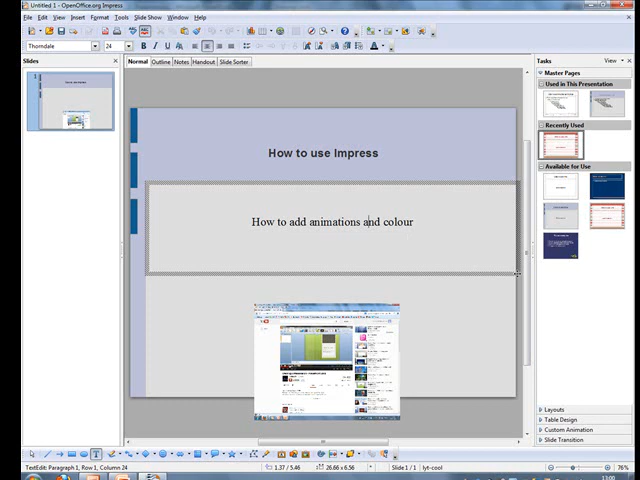 Untitled 1 - OpenOffice.org Impress
File Edit View Insert Format Tools Slide Show Window Help
Thorndale 24
Slides
Normal Outline Notes Handout Slide Sorter
Tasks View
Master Pages
Used in This Presentation
Recently Used
Available for Use
How to use Impress
How to add animations and colour
Layouts
Table Design
Custom Animation
Slide Transition
TextEdit: Paragraph 1, Row 1, Column 24 1.37 / 5.46 26.66 x 6.56 Slide 1 / 1 lyt-cool 76%
13:00